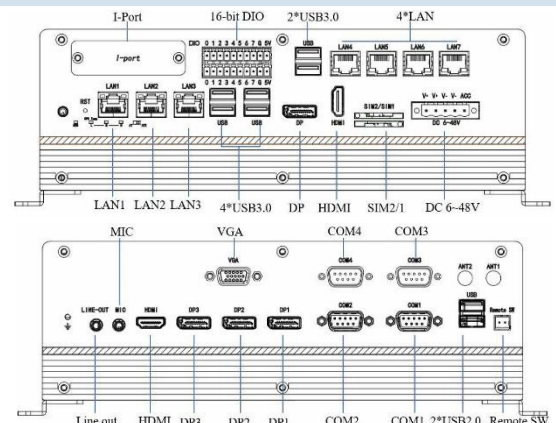 I-Port 16-bit DIO 2*USB3.0 4*LAN
DIO 0 1 2 3 4 5 6 7 G 5V
I-port
0 1 2 3 4 5 6 7 G 5V
USB LAN4 LAN5 LAN6 LAN7
LAN1 LAN2 LAN3
RST
SIM2/SIM1
V- V+ V- V- ACC
USB USB DP HDMI DC 6-48V
LAN1 LAN2 LAN3 4*USB3.0 DP HDMI SIM2/1 DC 6~48V
MIC VGA COM4 COM3
VGA COM4 COM3 ANT2 ANT1
USB
LINE-OUT MIC HDMI DP3 DP2 DP1 COM2 COM1 Remote SW
Line out HDMI DP3 DP2 DP1 COM2 COM1 2*USB2.0 Remote SW